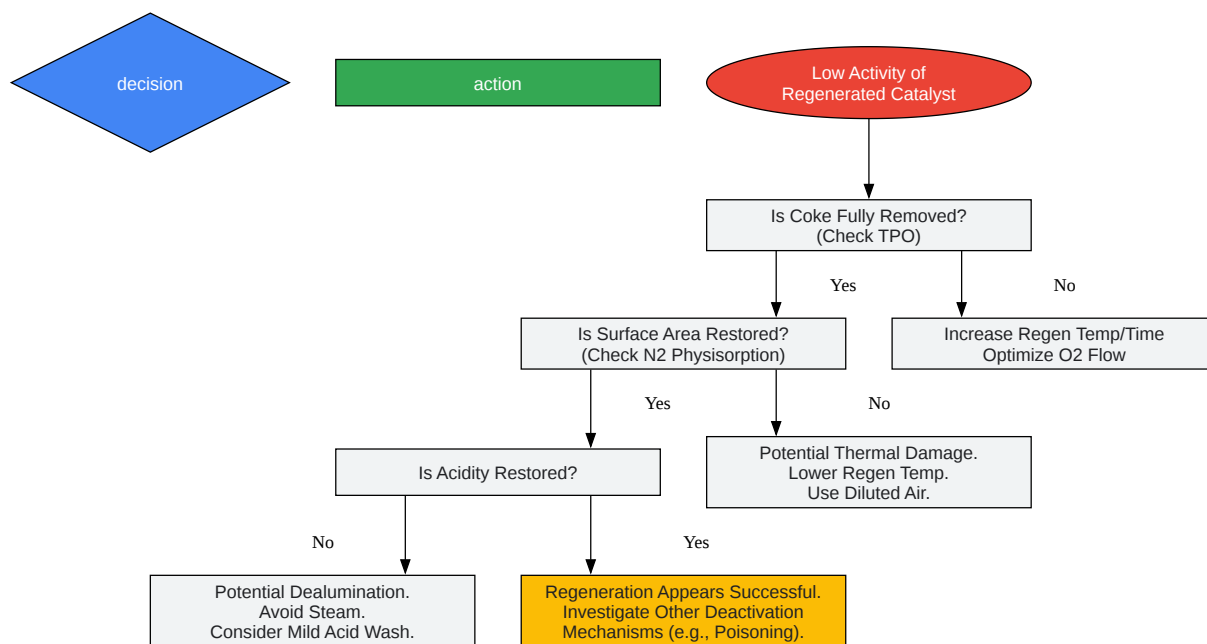 decision
action
Low Activity of
Regenerated Catalyst
Is Coke Fully Removed?
(Check TPO)
Yes
No
Is Surface Area Restored?
(Check N2 Physisorption)
Increase Regen Temp/Time
Optimize O2 Flow
Yes
No
Is Acidity Restored?
Potential Thermal Damage.
Lower Regen Temp.
Use Diluted Air.
No
Yes
Potential Dealumination.
Avoid Steam.
Consider Mild Acid Wash.
Regeneration Appears Successful.
Investigate Other Deactivation
Mechanisms (e.g., Poisoning).